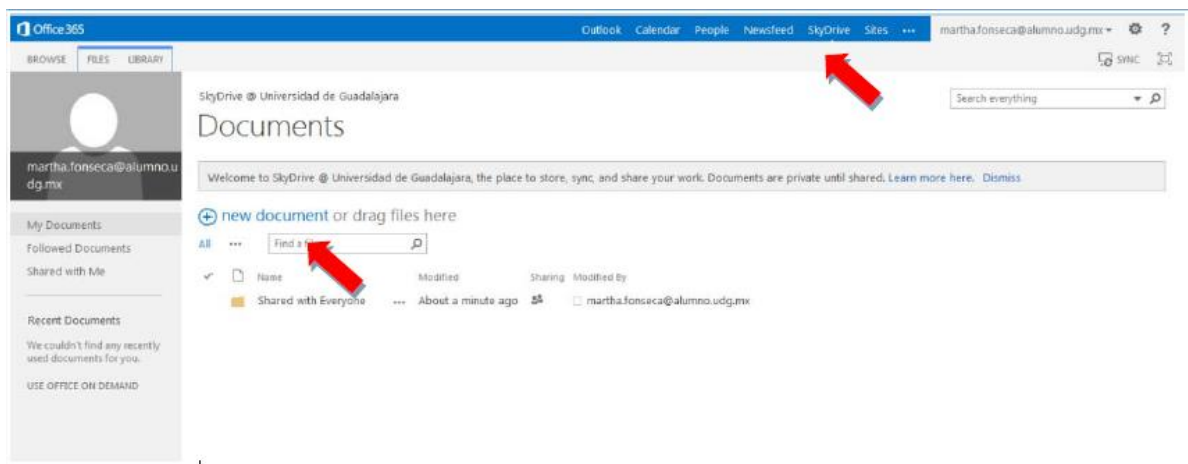 Office 365 Outlook Calendar People Newsfeed SkyDrive Sites ••• martha.fonseca@alumno.udg.mx ?
BROWSE FILES LIBRARY SYNC
SkyDrive @ Universidad de Guadalajara
Search everything
Documents
martha.fonseca@alumno.u
dg.mx
Welcome to SkyDrive @ Universidad de Guadalajara, the place to store, sync, and share your work. Documents are private until shared. Learn more here. Dismiss
new document or drag files here
My Documents
Followed Documents
Shared with Me
Recent Documents
We couldn't find any recently
used documents for you.
USE OFFICE ON DEMAND
All ••• Find a
Name Modified Sharing Modified By
Shared with Everyone ••• About a minute ago martha.fonseca@alumno.udg.mx